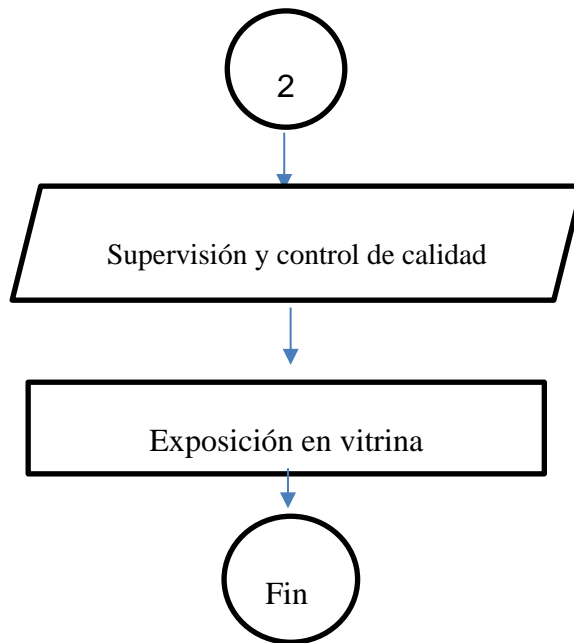 2
Supervisión y control de calidad
Exposición en vitrina
Fin